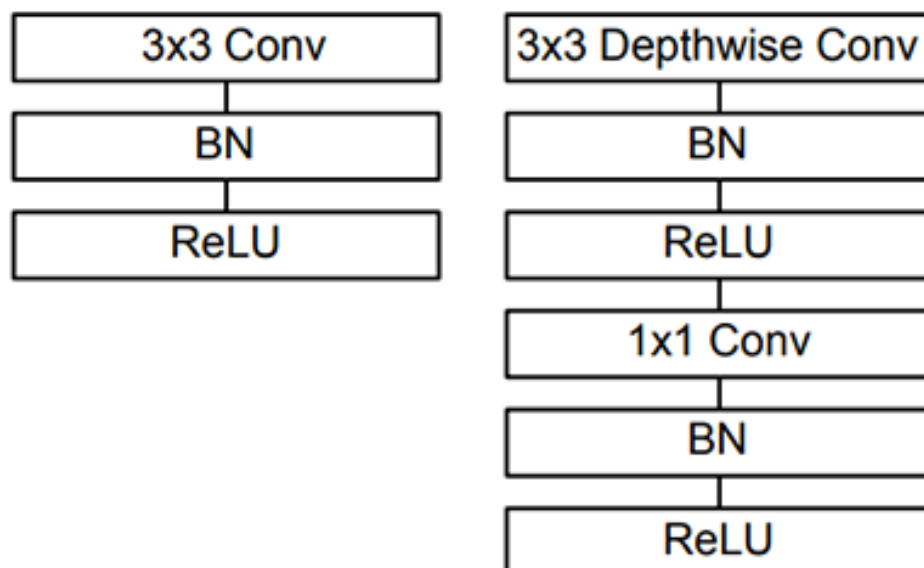 3x3 Conv
BN
ReLU
3x3 Depthwise Conv
BN
ReLU
1x1 Conv
BN
ReLU